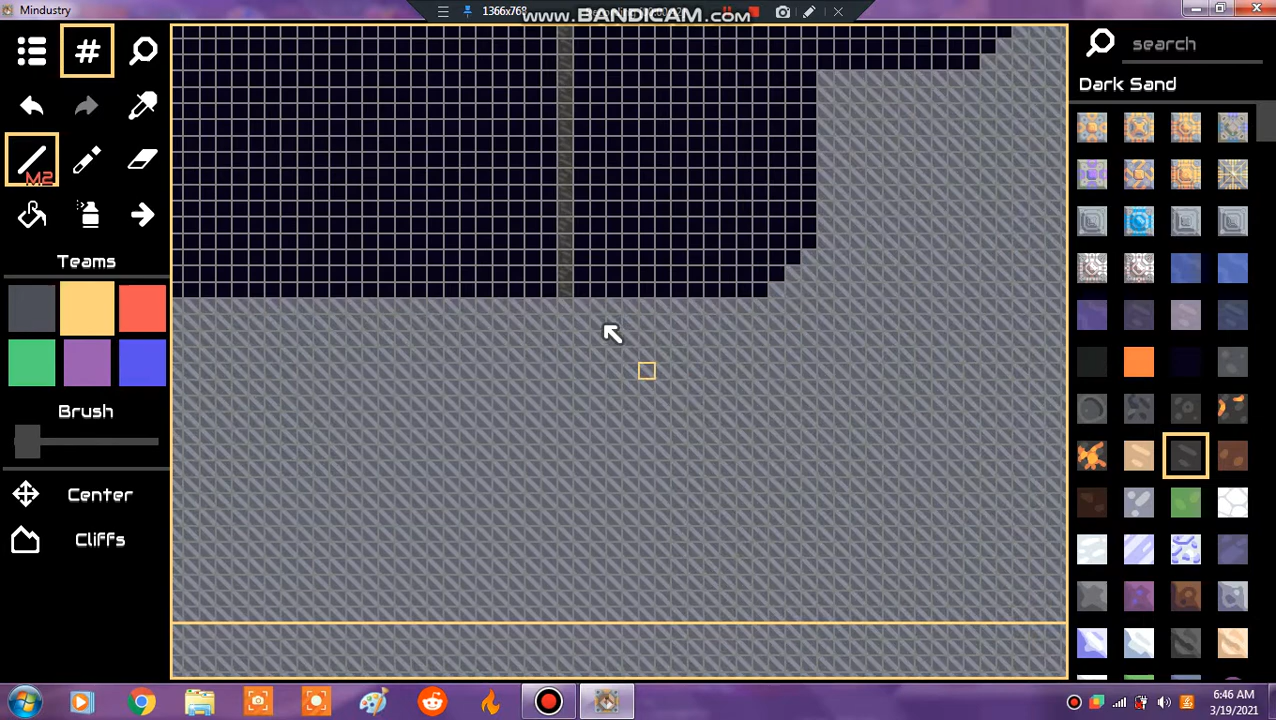 Mindustry
1366x768
www.BANDICAM.com
search
Dark Sand
#
M2
Teams
Brush
Center
Cliffs
6:46 AM
3/19/2021